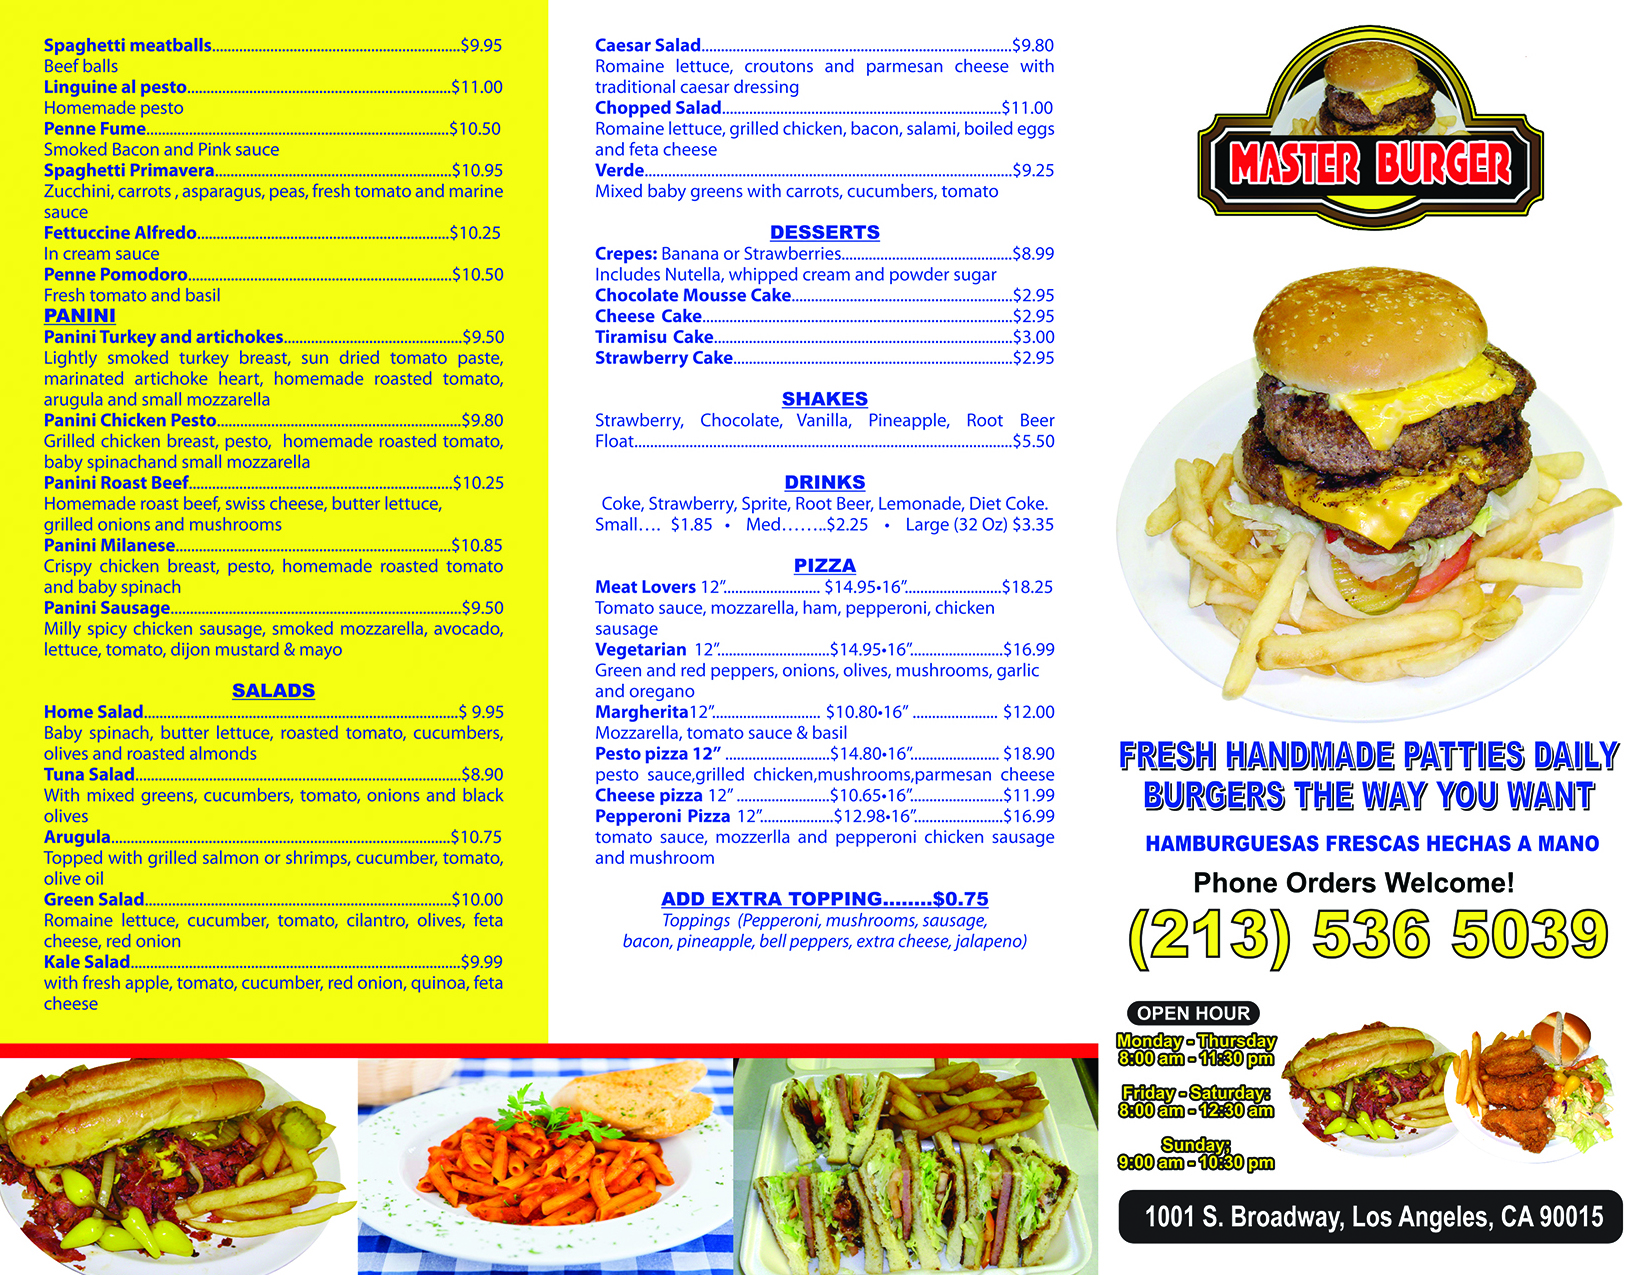 Spaghetti meatballs...............................................................$9.95
Beef balls
Linguine al pesto...................................................................$11.00
Homemade pesto
Penne Fume.............................................................................$10.50
Smoked Bacon and Pink sauce
Spaghetti Primavera............................................................$10.95
Zucchini, carrots , asparagus, peas, fresh tomato and marine
sauce
Fettuccine Alfredo................................................................$10.25
In cream sauce
Penne Pomodoro...................................................................$10.50
Fresh tomato and basil
PANINI
Panini Turkey and artichokes.............................................$9.50
Lightly smoked turkey breast, sun dried tomato paste,
marinated artichoke heart, homemade roasted tomato,
arugula and small mozzarella
Panini Chicken Pesto..............................................................$9.80
Grilled chicken breast, pesto, homemade roasted tomato,
baby spinachand small mozzarella
Panini Roast Beef...................................................................$10.25
Homemade roast beef, swiss cheese, butter lettuce,
grilled onions and mushrooms
Panini Milanese......................................................................$10.85
Crispy chicken breast, pesto, homemade roasted tomato
and baby spinach
Panini Sausage..........................................................................$9.50
Milly spicy chicken sausage, smoked mozzarella, avocado,
lettuce, tomato, dijon mustard & mayo
SALADS
Home Salad................................................................................$ 9.95
Baby spinach, butter lettuce, roasted tomato, cucumbers,
olives and roasted almonds
Tuna Salad...................................................................................$8.90
With mixed greens, cucumbers, tomato, onions and black
olives
Arugula......................................................................................$10.75
Topped with grilled salmon or shrimps, cucumber, tomato,
olive oil
Green Salad..............................................................................$10.00
Romaine lettuce, cucumber, tomato, cilantro, olives, feta
cheese, red onion
Kale Salad....................................................................................$9.99
with fresh apple, tomato, cucumber, red onion, quinoa, feta
cheese
Caesar Salad...............................................................................$9.80
Romaine lettuce, croutons and parmesan cheese with
traditional caesar dressing
Chopped Salad.......................................................................$11.00
Romaine lettuce, grilled chicken, bacon, salami, boiled eggs
and feta cheese
Verde.............................................................................................$9.25
Mixed baby greens with carrots, cucumbers, tomato
DESSERTS
Crepes: Banana or Strawberries...........................................$8.99
Includes Nutella, whipped cream and powder sugar
Chocolate Mousse Cake........................................................$2.95
Cheese Cake...............................................................................$2.95
Tiramisu Cake............................................................................$3.00
Strawberry Cake.......................................................................$2.95
SHAKES
Strawberry, Chocolate, Vanilla, Pineapple, Root Beer
Float................................................................................................$5.50
DRINKS
Coke, Strawberry, Sprite, Root Beer, Lemonade, Diet Coke.
Small…. $1.85 • Med……..$2.25 • Large (32 Oz) $3.35
PIZZA
Meat Lovers 12”......................... $14.95•16”.........................$18.25
Tomato sauce, mozzarella, ham, pepperoni, chicken
sausage
Vegetarian 12”............................$14.95•16”.......................$16.99
Green and red peppers, onions, olives, mushrooms, garlic
and oregano
Margherita12”........................... $10.80•16” ..................... $12.00
Mozzarella, tomato sauce & basil
Pesto pizza 12” ..........................$14.80•16”...................... $18.90
pesto sauce,grilled chicken,mushrooms,parmesan cheese
Cheese pizza 12” .......................$10.65•16”.......................$11.99
Pepperoni Pizza 12”..................$12.98•16”......................$16.99
tomato sauce, mozzerlla and pepperoni chicken sausage
and mushroom
ADD EXTRA TOPPING........$0.75
Toppings (Pepperoni, mushrooms, sausage,
bacon, pineapple, bell peppers, extra cheese, jalapeno)
MASTER BURGER
FRESH HANDMADE PATTIES DAILY
BURGERS THE WAY YOU WANT
HAMBURGUESAS FRESCAS HECHAS A MANO
Phone Orders Welcome!
(213) 536 5039
OPEN HOUR
Monday - Thursday
8:00 am - 11:30 pm
Friday - Saturday:
8:00 am - 12:30 am
Sunday;
9:00 am - 10:30 pm
1001 S. Broadway, Los Angeles, CA 90015